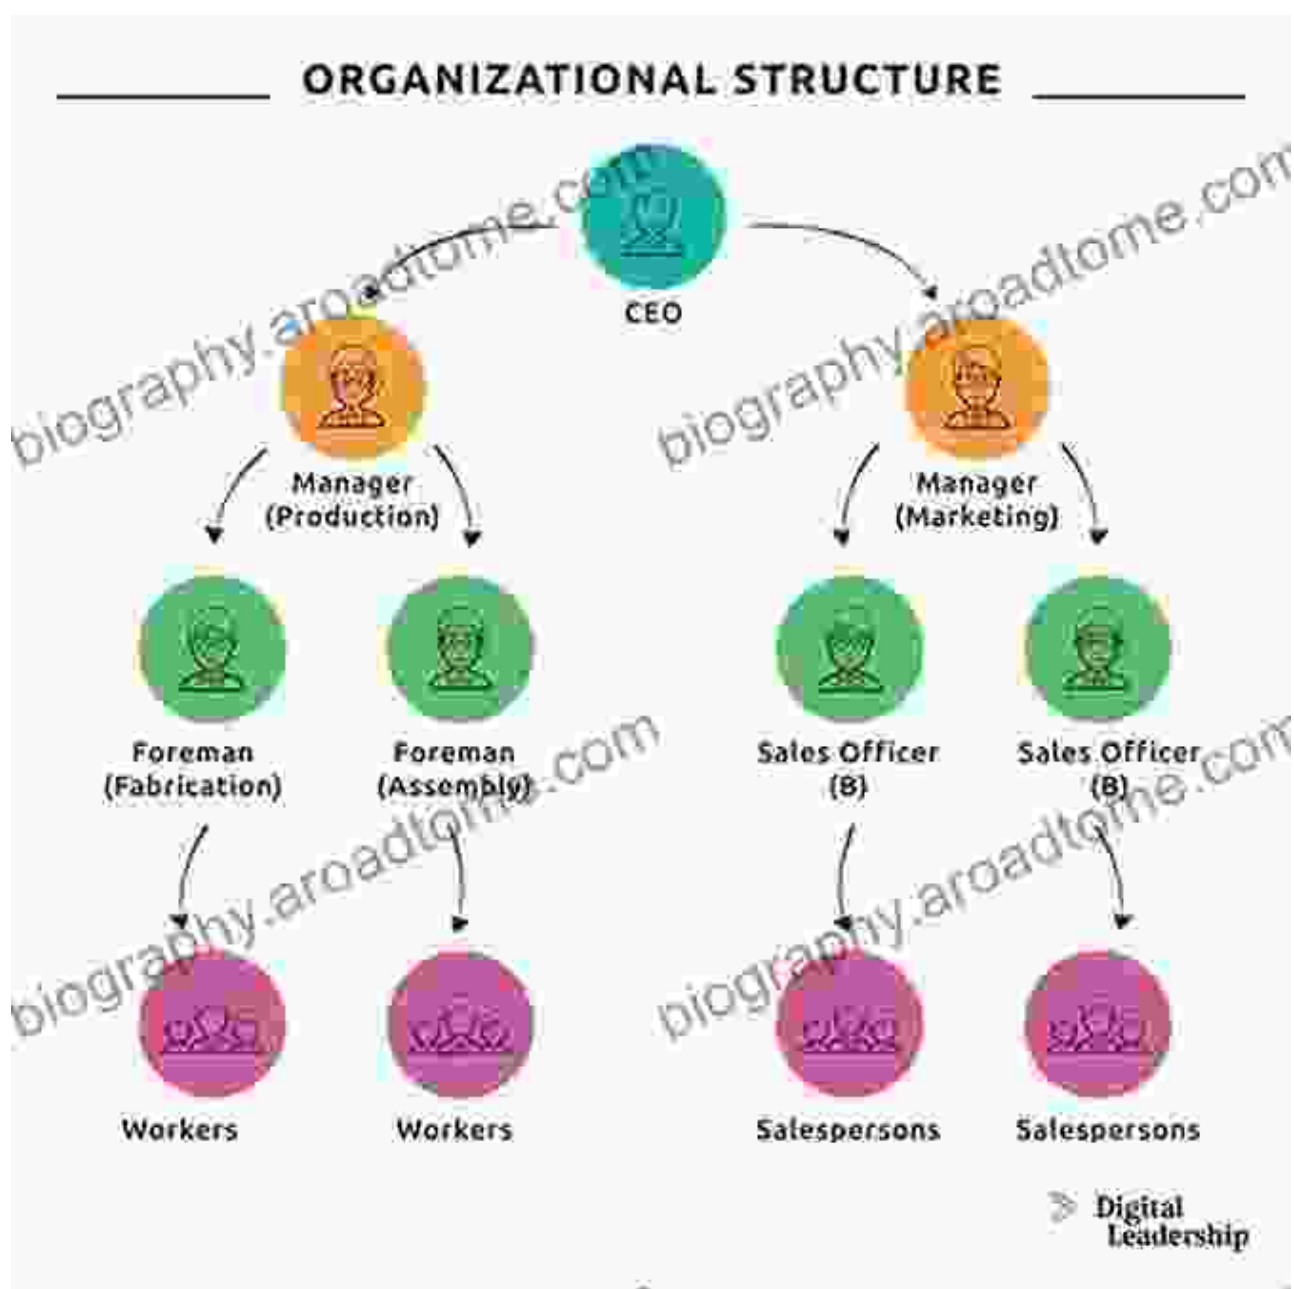 ORGANIZATIONAL STRUCTURE
CEO
Manager
(Production)
Manager
(Marketing)
Foreman
(Fabrication)
Foreman
(Assembly)
Sales Officer
(B)
Sales Officer
(B)
Workers
Workers
Salespersons
Salespersons
Digital
Leadership
biography.aroadtome.com
biography.aroadtome.com
biography.aroadtome.com
biography.aroadtome.com